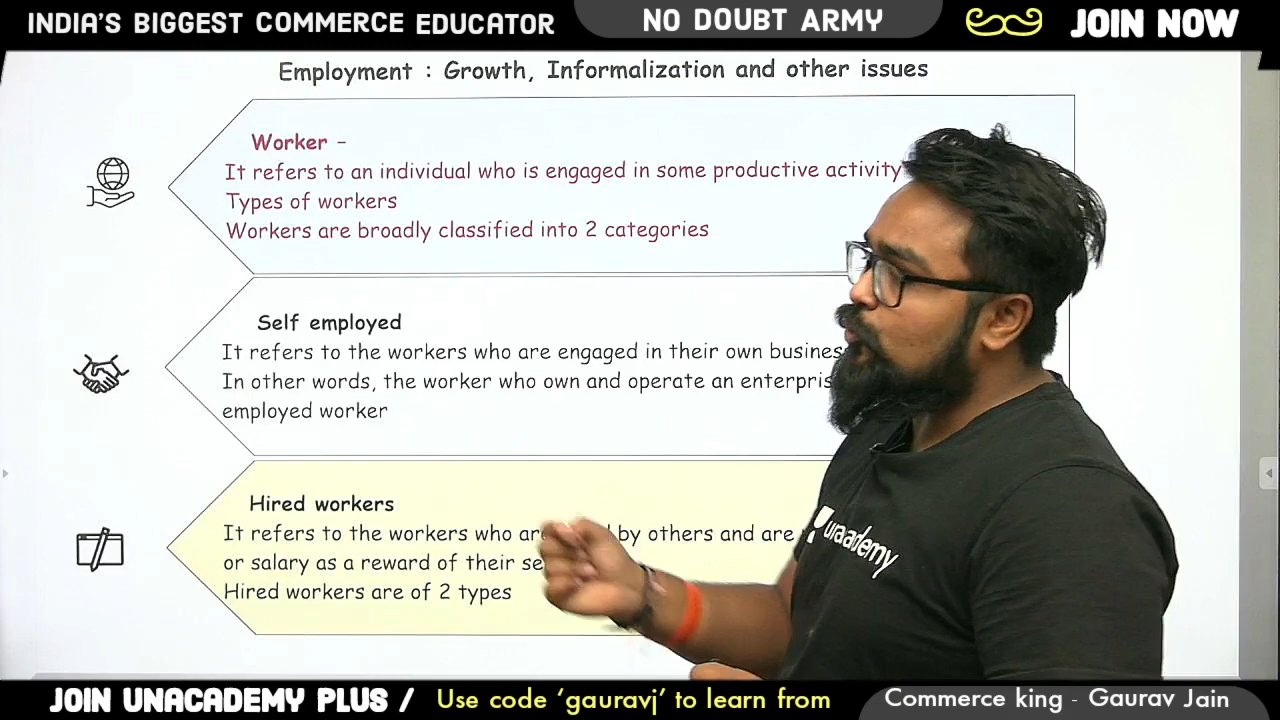 INDIA'S BIGGEST COMMERCE EDUCATOR
NO DOUBT ARMY
JOIN NOW
Employment : Growth, Informalization and other issues
Worker -
It refers to an individual who is engaged in some productive activity
Types of workers
Workers are broadly classified into 2 categories
Self employed
It refers to the workers who are engaged in their own
In other words, the worker who own and operate an
employed worker
Hired workers
It refers to the workers who by others and are
or salary as a reward of their
Hired workers are of 2 types
unacademy
JOIN UNACADEMY PLUS / Use code 'gauravj' to learn from
Commerce king - Gaurav Jain